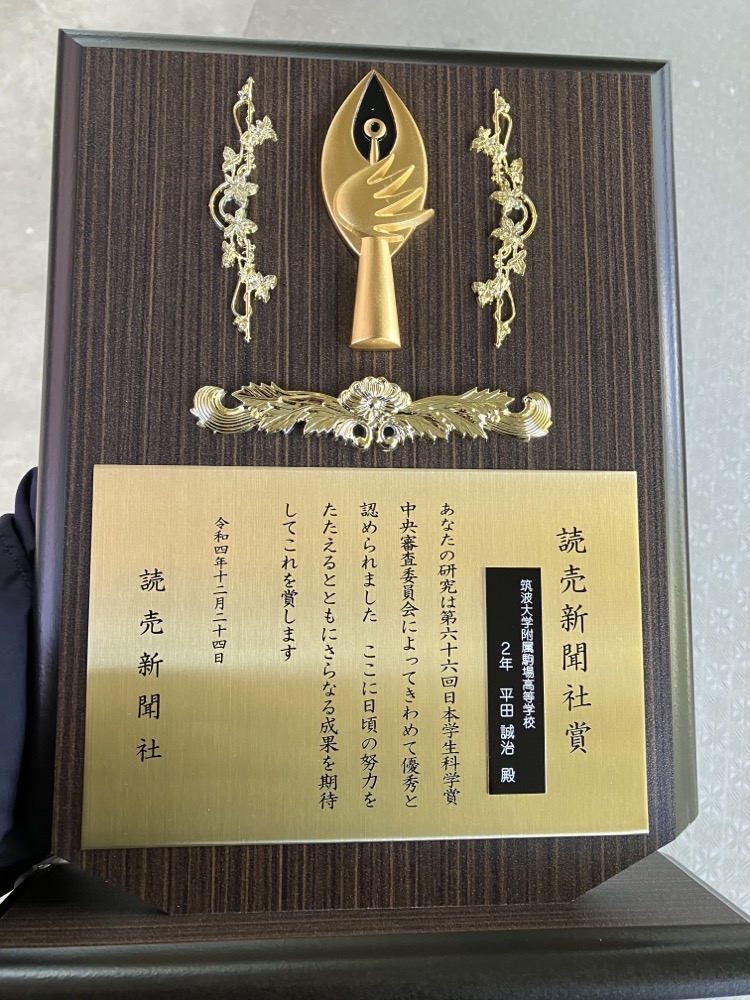 読売新聞社賞
筑波大学附属駒場高等学校
2年 平田 誠治 殿
あなたの研究は第六十六回日本学生科学賞
中央審査委員会によってきわめて優秀と
認められました ここに日頃の努力を
たたえるとともにさらなる成果を期待
してこれを賞します
令和四年十二月二十四日
読売新聞社